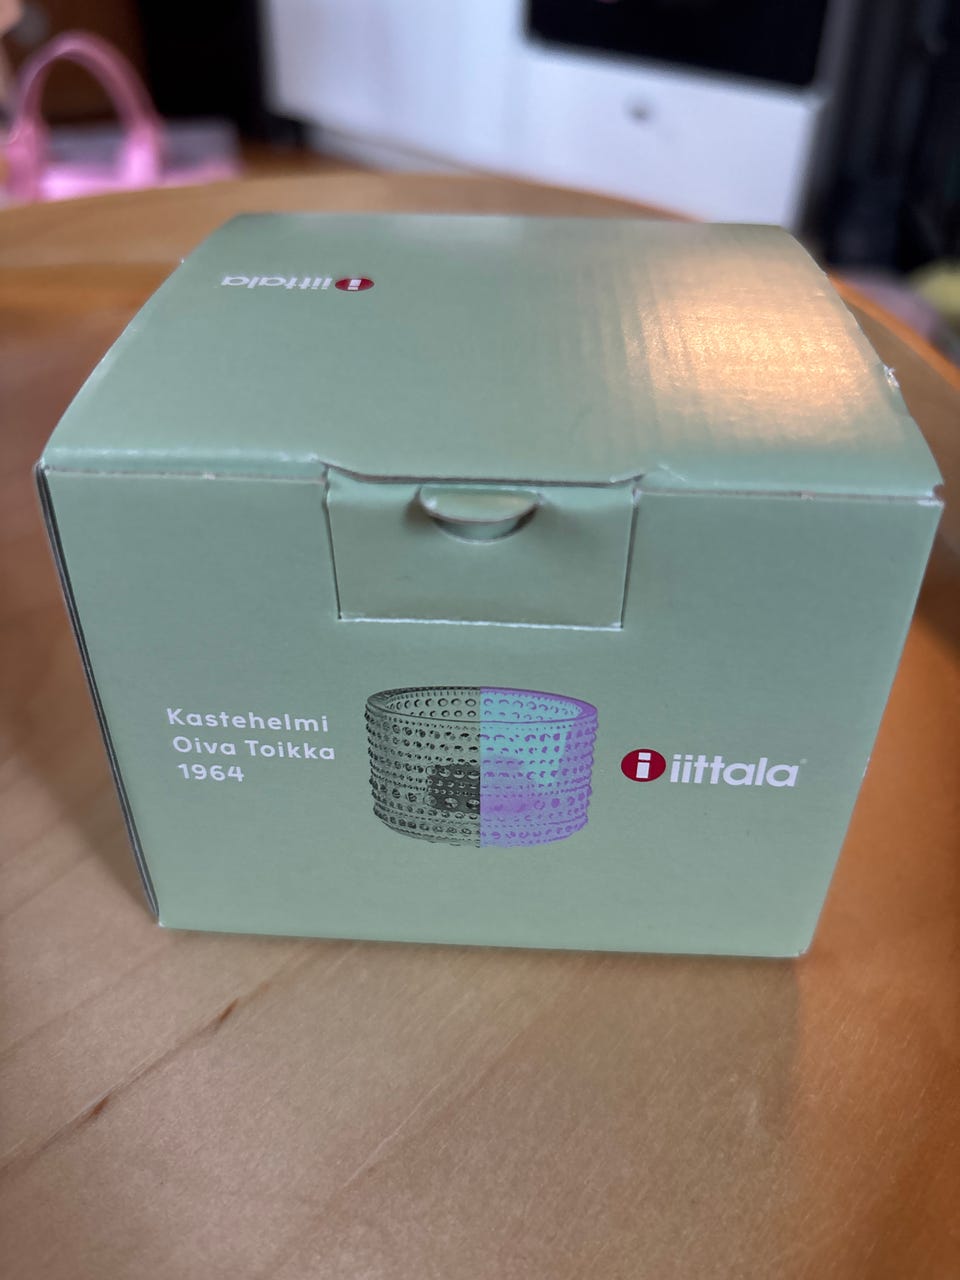 iittala
Kastehelmi
Oiva Toikka
1964
iittala